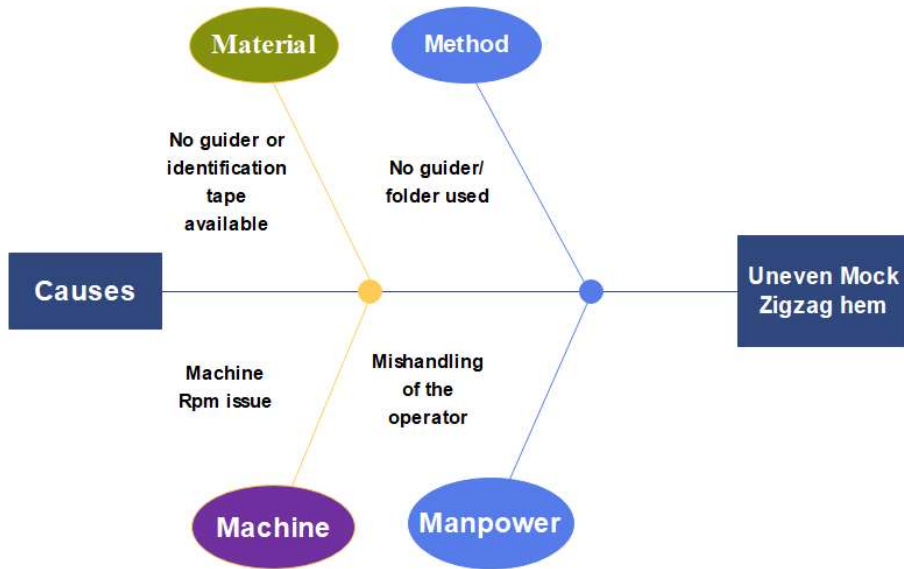 Material
Method
No guider or
identification
tape
available
No guider/
folder used
Causes
Uneven Mock
Zigzag hem
Machine
Rpm issue
Mishandling
of the
operator
Machine
Manpower